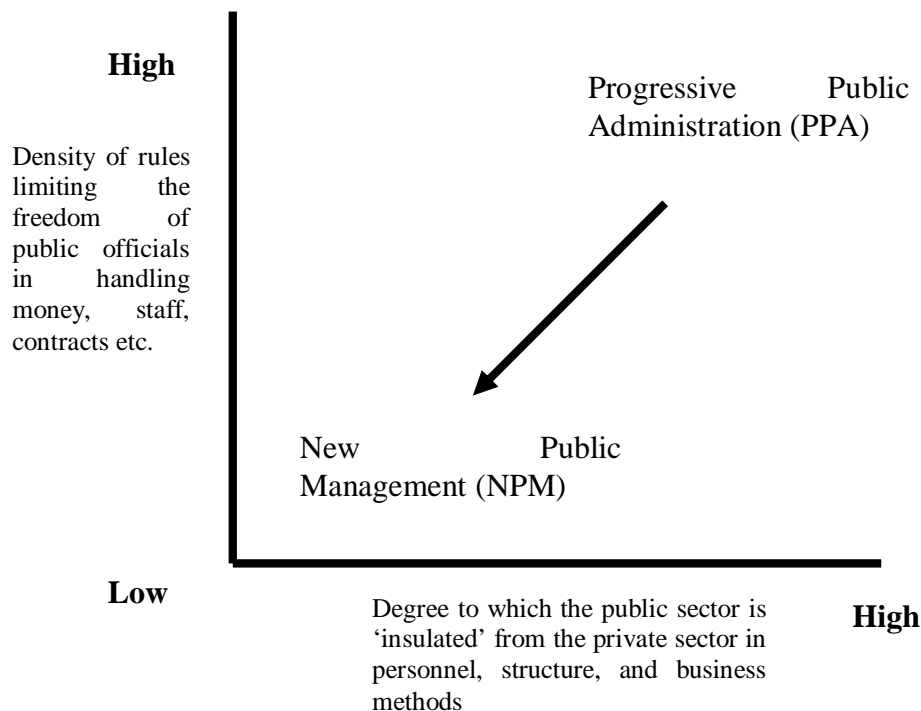 High
Progressive Public
Administration (PPA)
Density of rules
limiting the
freedom of
public officials
in handling
money, staff,
contracts etc.
New Public
Management (NPM)
Low
Degree to which the public sector is
‘insulated’ from the private sector in
personnel, structure, and business
methods
High